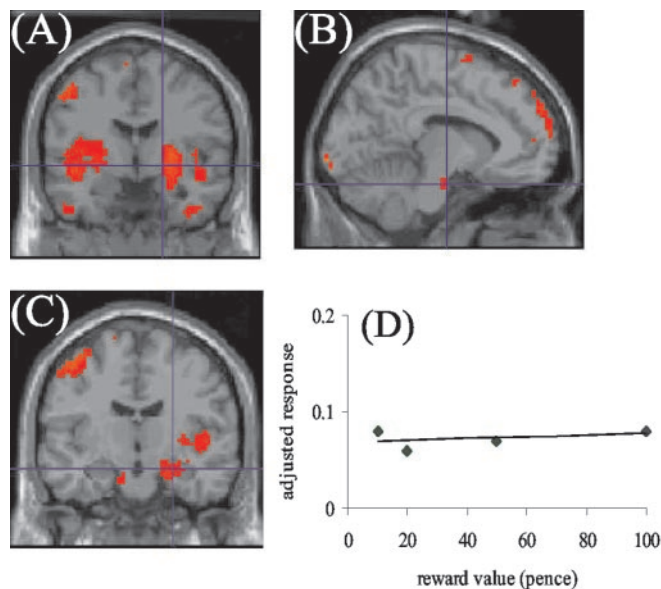 (A)
(B)
(C)
(D)
0,2
0,1
0
adjusted response
0 20 40 60 80 100
reward value (pence)